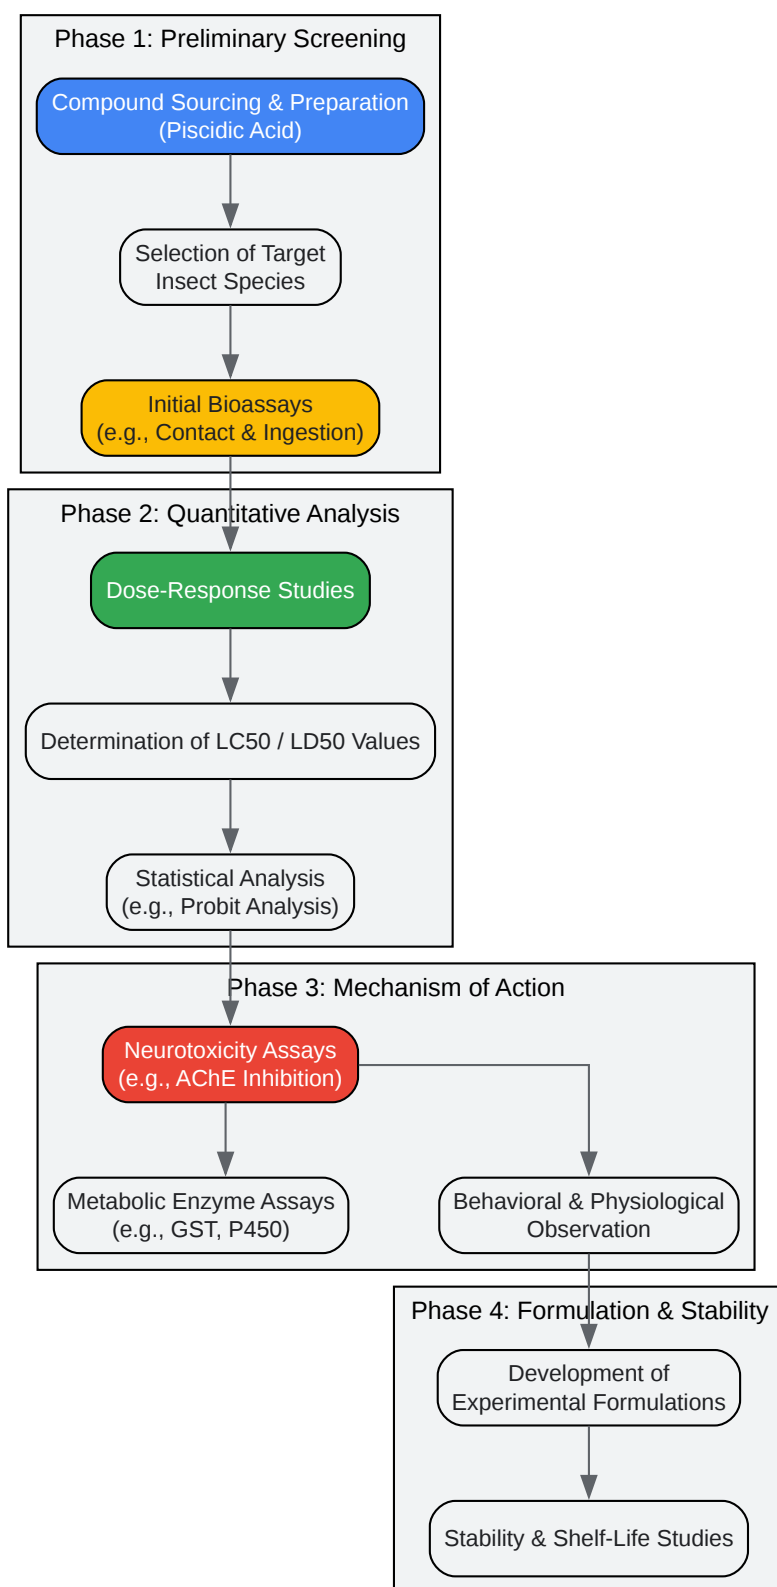 Phase 1: Preliminary Screening
Compound Sourcing & Preparation
(Piscidic Acid)
Selection of Target
Insect Species
Initial Bioassays
(e.g., Contact & Ingestion)
Phase 2: Quantitative Analysis
Dose-Response Studies
Determination of LC50 / LD50 Values
Statistical Analysis
(e.g., Probit Analysis)
Phase 3: Mechanism of Action
Neurotoxicity Assays
(e.g., AChE Inhibition)
Metabolic Enzyme Assays
(e.g., GST, P450)
Behavioral & Physiological
Observation
Phase 4: Formulation & Stability
Development of
Experimental Formulations
Stability & Shelf-Life Studies